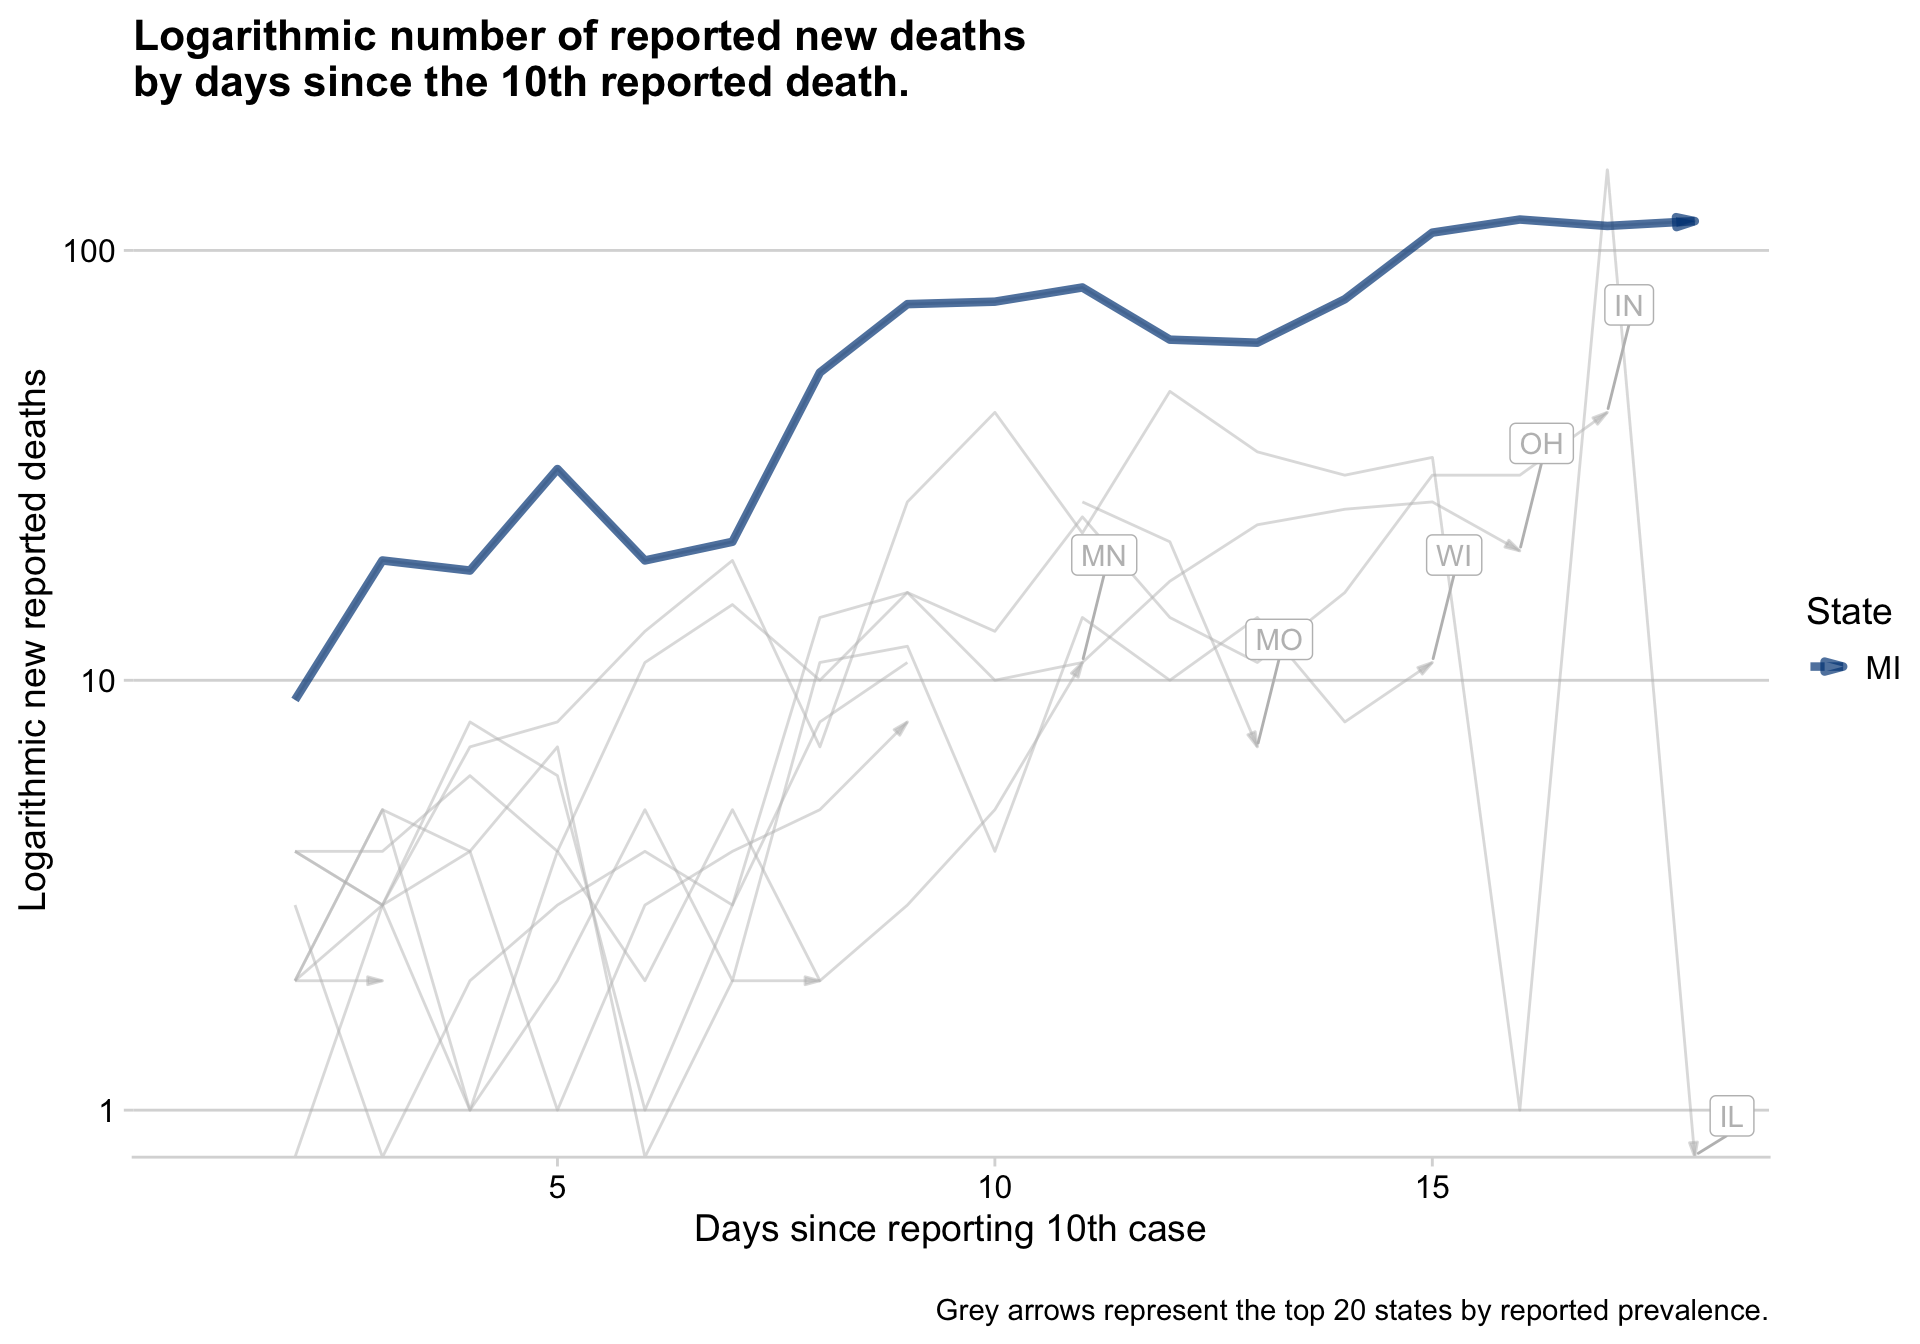 Logarithmic number of reported new deaths
by days since the 10th reported death.
Logarithmic new reported deaths
100
10
1
IN
OH
MN
WI
MO
IL
State
MI
5
10
15
Days since reporting 10th case
Grey arrows represent the top 20 states by reported prevalence.